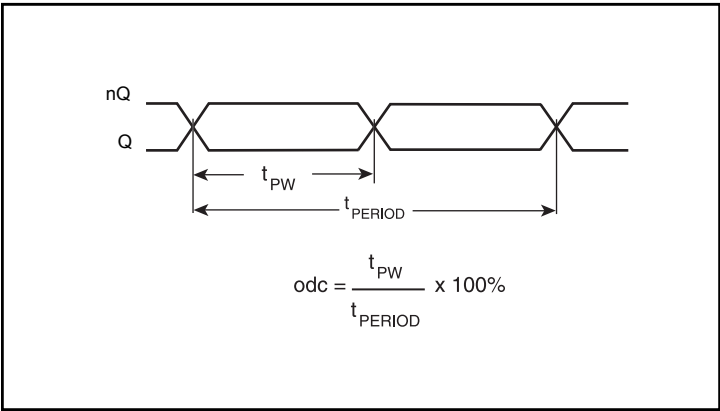 nQ
Q
tPW
tPERIOD
odc = tPW / tPERIOD x 100%